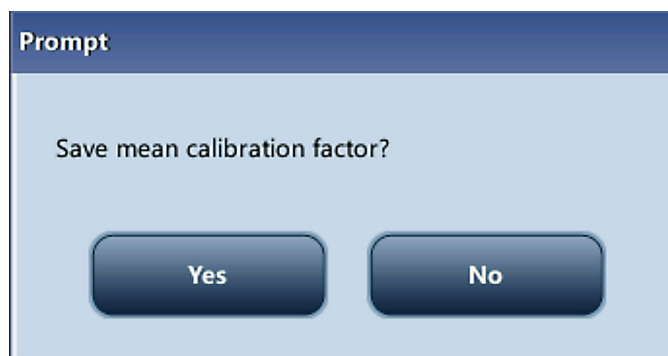 Prompt
Save mean calibration factor?
Yes
No